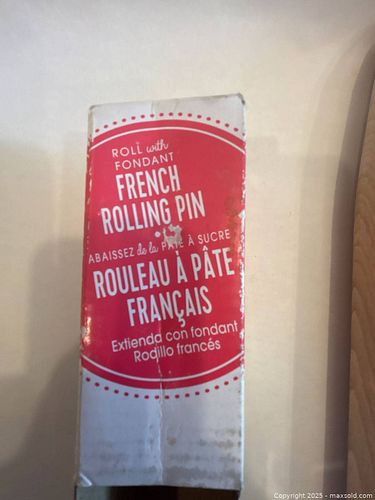 ROLL with
FONDANT
FRENCH
ROLLING PIN
ABAISSEZ de la PÂTE À SUCRE
ROULEAU À PÂTE
FRANÇAIS
Extienda con fondant
Rodillo francés
Copyright 2025 - maxsold.com